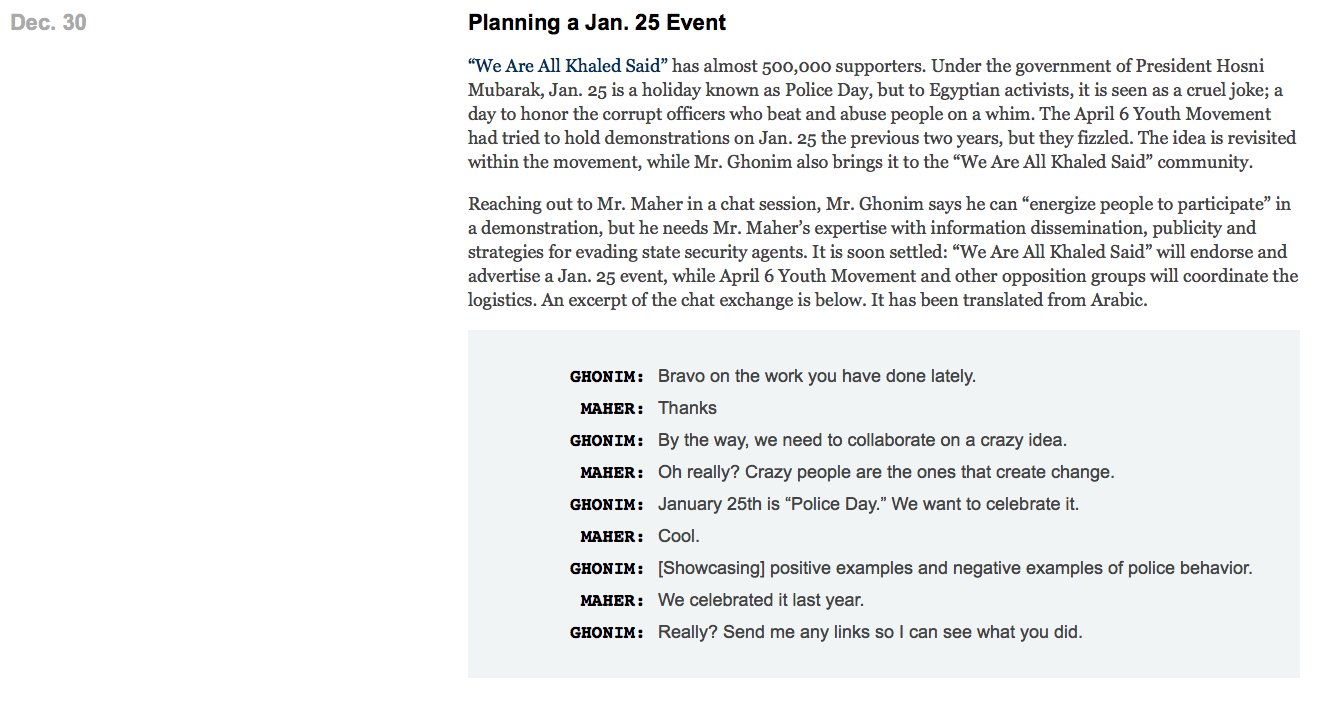 Dec. 30
Planning a Jan. 25 Event
“We Are All Khaled Said” has almost 500,000 supporters. Under the government of President Hosni
Mubarak, Jan. 25 is a holiday known as Police Day, but to Egyptian activists, it is seen as a cruel joke; a
day to honor the corrupt officers who beat and abuse people on a whim. The April 6 Youth Movement
had tried to hold demonstrations on Jan. 25 the previous two years, but they fizzled. The idea is revisited
within the movement, while Mr. Ghonim also brings it to the “We Are All Khaled Said” community.
Reaching out to Mr. Maher in a chat session, Mr. Ghonim says he can “energize people to participate” in
a demonstration, but he needs Mr. Maher’s expertise with information dissemination, publicity and
strategies for evading state security agents. It is soon settled: “We Are All Khaled Said” will endorse and
advertise a Jan. 25 event, while April 6 Youth Movement and other opposition groups will coordinate the
logistics. An excerpt of the chat exchange is below. It has been translated from Arabic.
GHONIM: Bravo on the work you have done lately.
MAHER: Thanks
GHONIM: By the way, we need to collaborate on a crazy idea.
MAHER: Oh really? Crazy people are the ones that create change.
GHONIM: January 25th is “Police Day.” We want to celebrate it.
MAHER: Cool.
GHONIM: [Showcasing] positive examples and negative examples of police behavior.
MAHER: We celebrated it last year.
GHONIM: Really? Send me any links so I can see what you did.